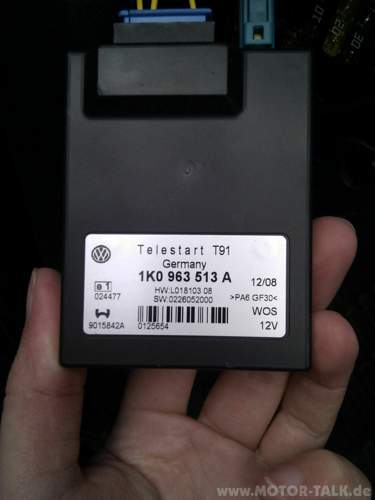 Telestart T91
Germany
1K0 963 513 A
12/08
e1
024477
HW:L018103 08
SW:0226052000
>PA6 GF30<
WOS
9015842A
0125654
12V
www.MOTOR-TALK.de